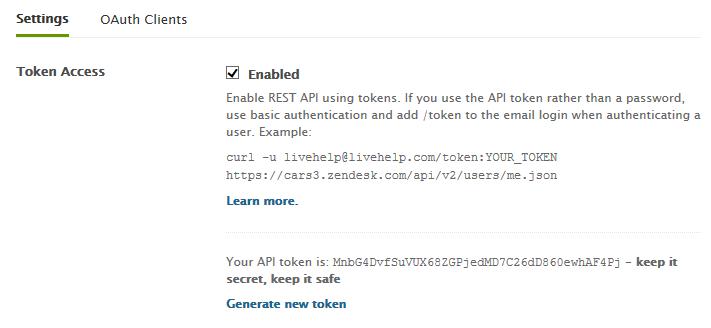 Settings OAuth Clients
Token Access
Enabled
Enable REST API using tokens. If you use the API token rather than a password,
use basic authentication and add /token to the email login when authenticating a
user. Example:
curl -u livehelp@livehelp.com/token:YOUR_TOKEN
https://cars3.zendesk.com/api/v2/users/me.json
Learn more.
Your API token is: MnbG4DvfSuVUX68ZGPjedMD7C26dD860ewhAF4Pj - keep it
secret, keep it safe
Generate new token